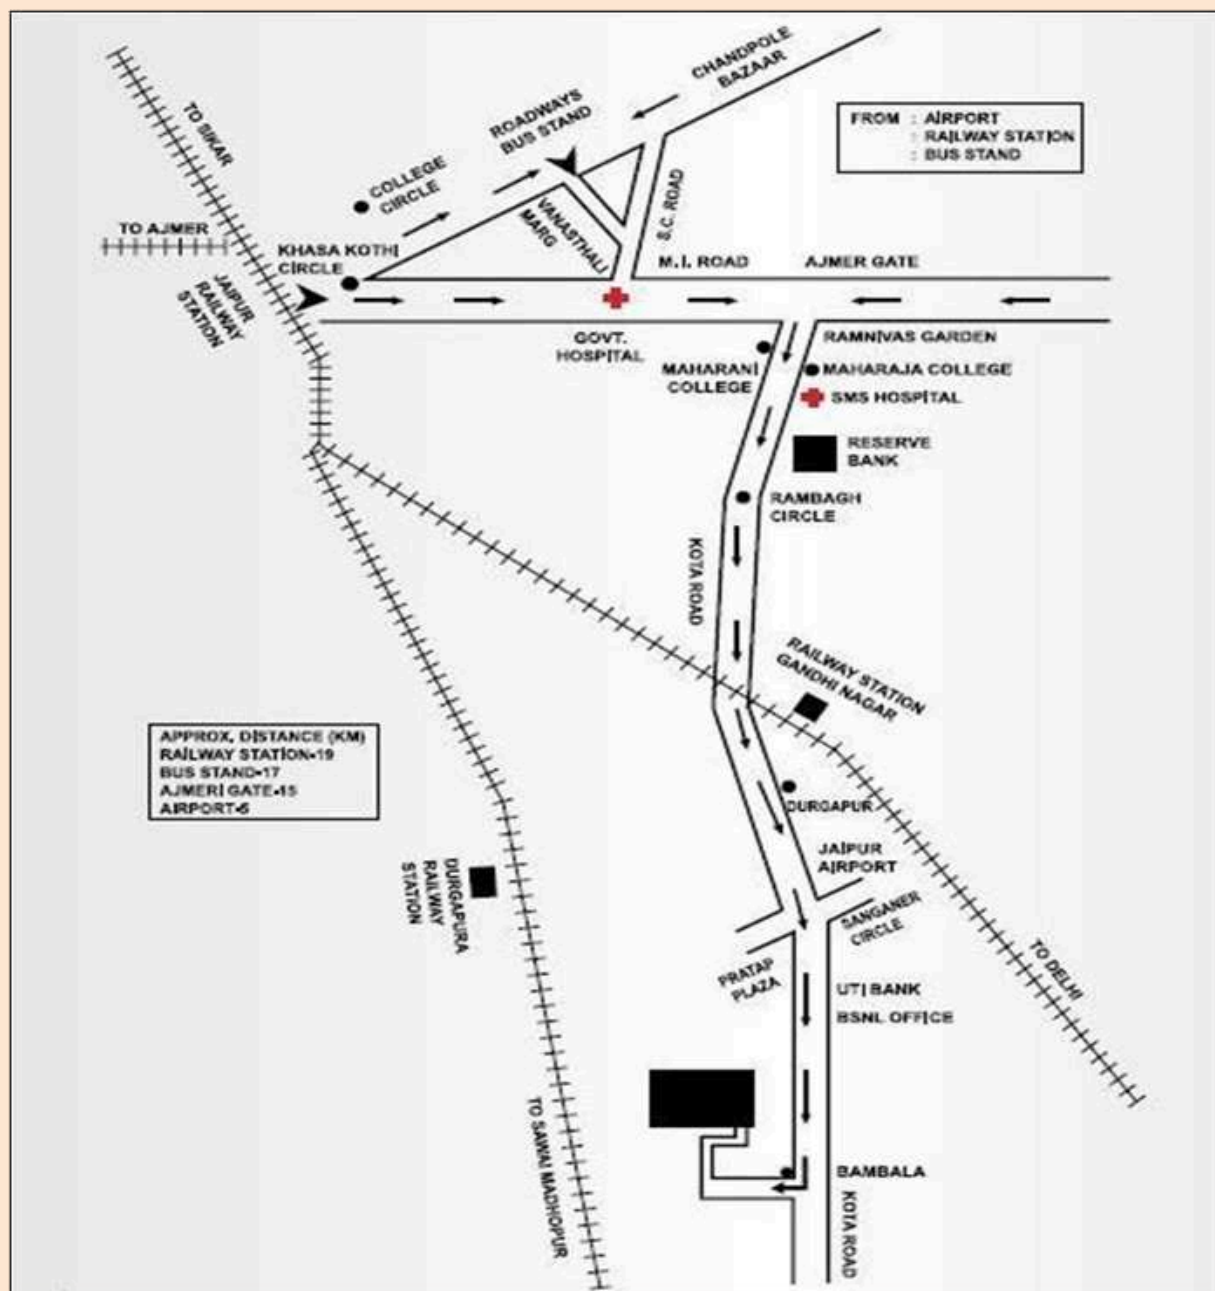 CHANDPOLE
BAZAAR
ROADWAYS
BUS STAND
FROM : AIRPORT
: RAILWAY STATION
: BUS STAND
TO SIKAR
COLLEGE
CIRCLE
S.C. ROAD
VANASTHALI
MARG
TO AJMER
KHASA KOTHI
CIRCLE
M.I. ROAD
AJMER GATE
JAIPUR
RAILWAY
STATION
GOVT.
HOSPITAL
RAMNIVAS GARDEN
MAHARANI
COLLEGE
MAHARAJA COLLEGE
SMS HOSPITAL
RESERVE
BANK
RAMBAGH
CIRCLE
KOTA ROAD
RAILWAY STATION
GANDHI NAGAR
APPROX. DISTANCE (KM)
RAILWAY STATION-19
BUS STAND-17
AJMERI GATE-15
AIRPORT-5
DURGAPUR
JAIPUR
AIRPORT
DURGAPURA
RAILWAY
STATION
SANGANER
CIRCLE
PRATAP
PLAZA
TO DELHI
UTI BANK
BSNL OFFICE
TO SAWAI MADHOPUR
BAMBALA
KOTA ROAD